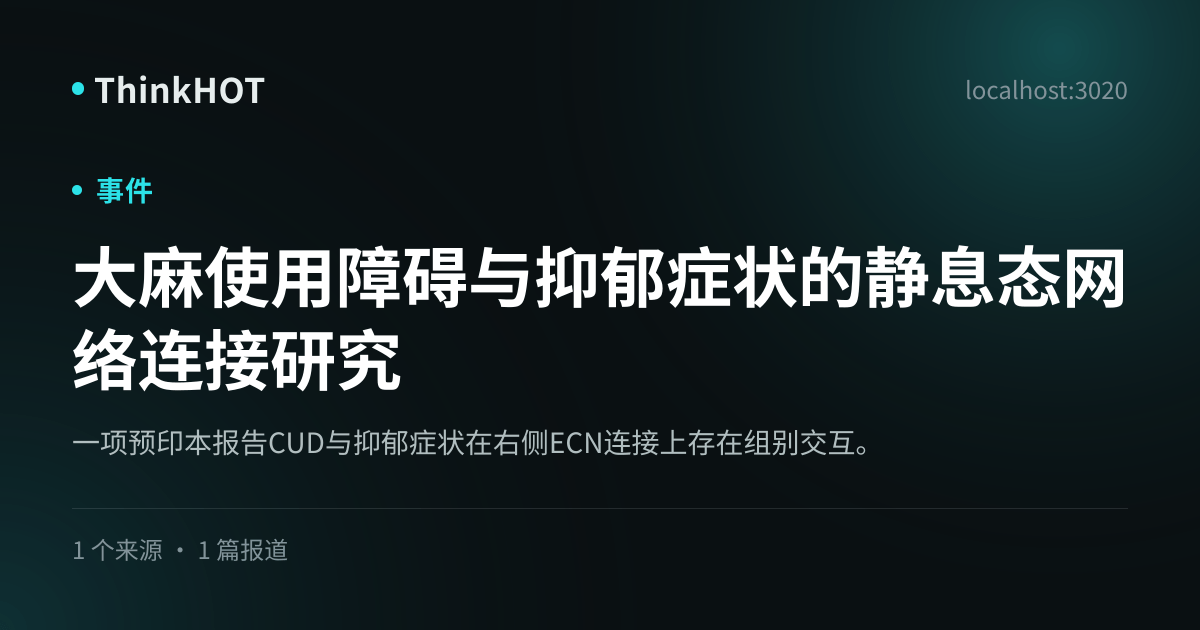 ThinkHOT
localhost:3020
事件
大麻使用障碍与抑郁症状的静息态网
络连接研究
一项预印本报告CUD与抑郁症状在右侧ECN连接上存在组别交互。
1 个来源 · 1 篇报道